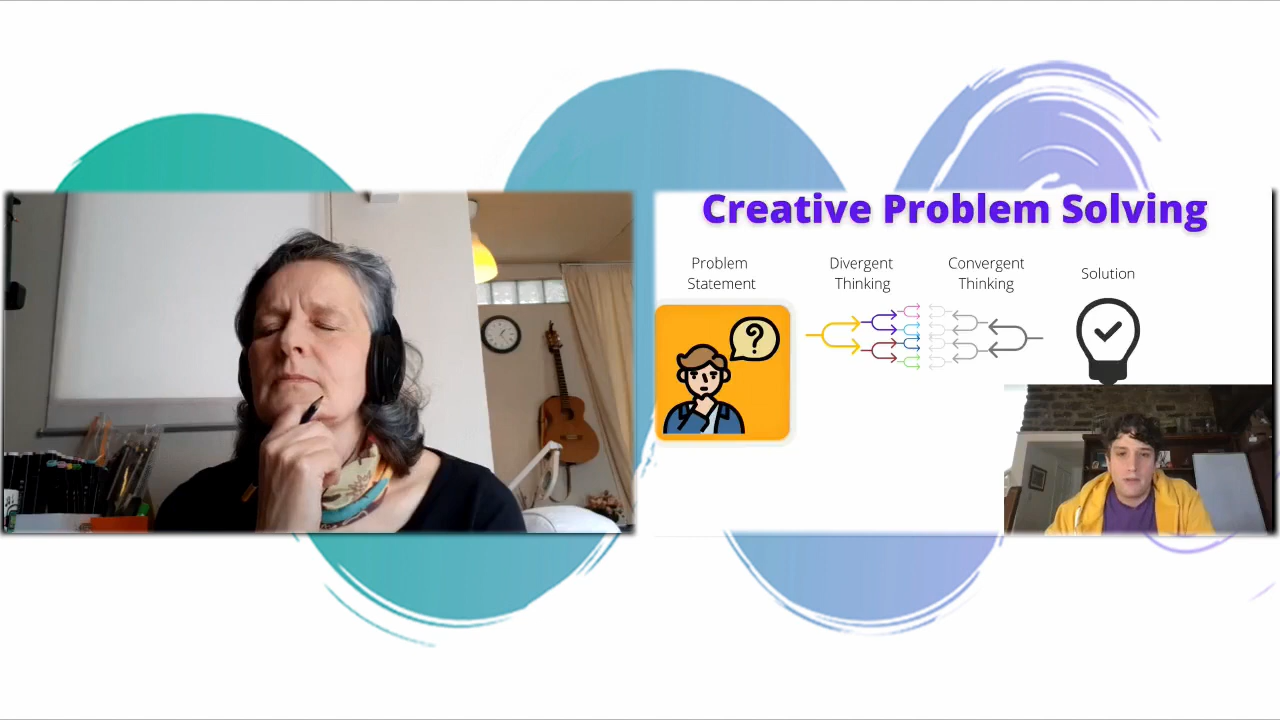 Creative Problem Solving
Problem
Statement
Divergent
Thinking
Convergent
Thinking
Solution
?